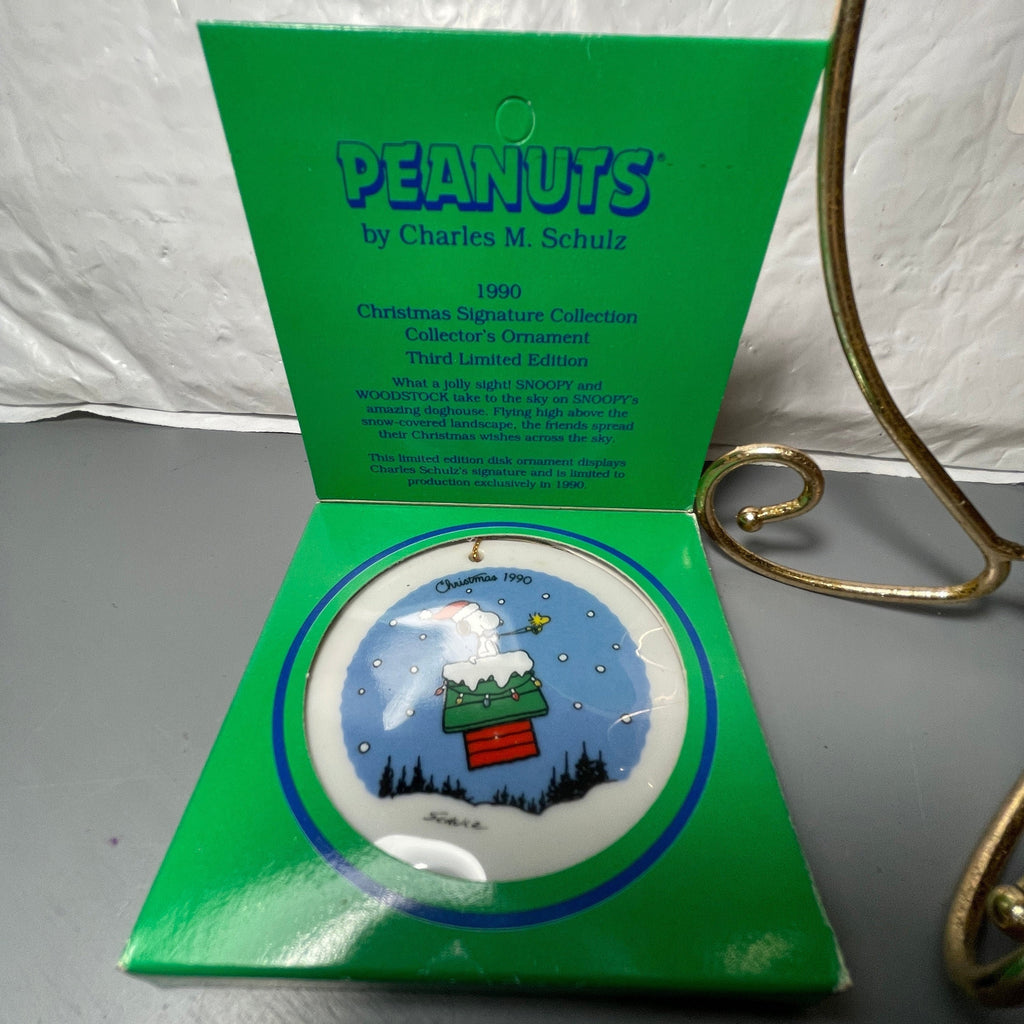 PEANUTS®
by Charles M. Schulz
1990
Christmas Signature Collection
Collector's Ornament
Third Limited Edition
What a jolly sight! SNOOPY and
WOODSTOCK take to the sky on SNOOPY's
amazing doghouse. Flying high above the
snow-covered landscape, the friends spread
their Christmas wishes across the sky.
This limited edition disk ornament displays
Charles Schulz's signature and is limited to
production exclusively in 1990.
Christmas 1990
Schulz